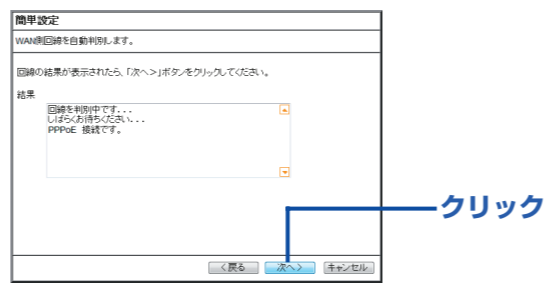 簡単設定
WAN側回線を自動判別します。
回線の結果が表示されたら、「次へ＞」ボタンをクリックしてください。
結果
回線を判別中です...
しばらくお待ちください...
PPPoE 接続です。
クリック
＜戻る 次へ＞ キャンセル